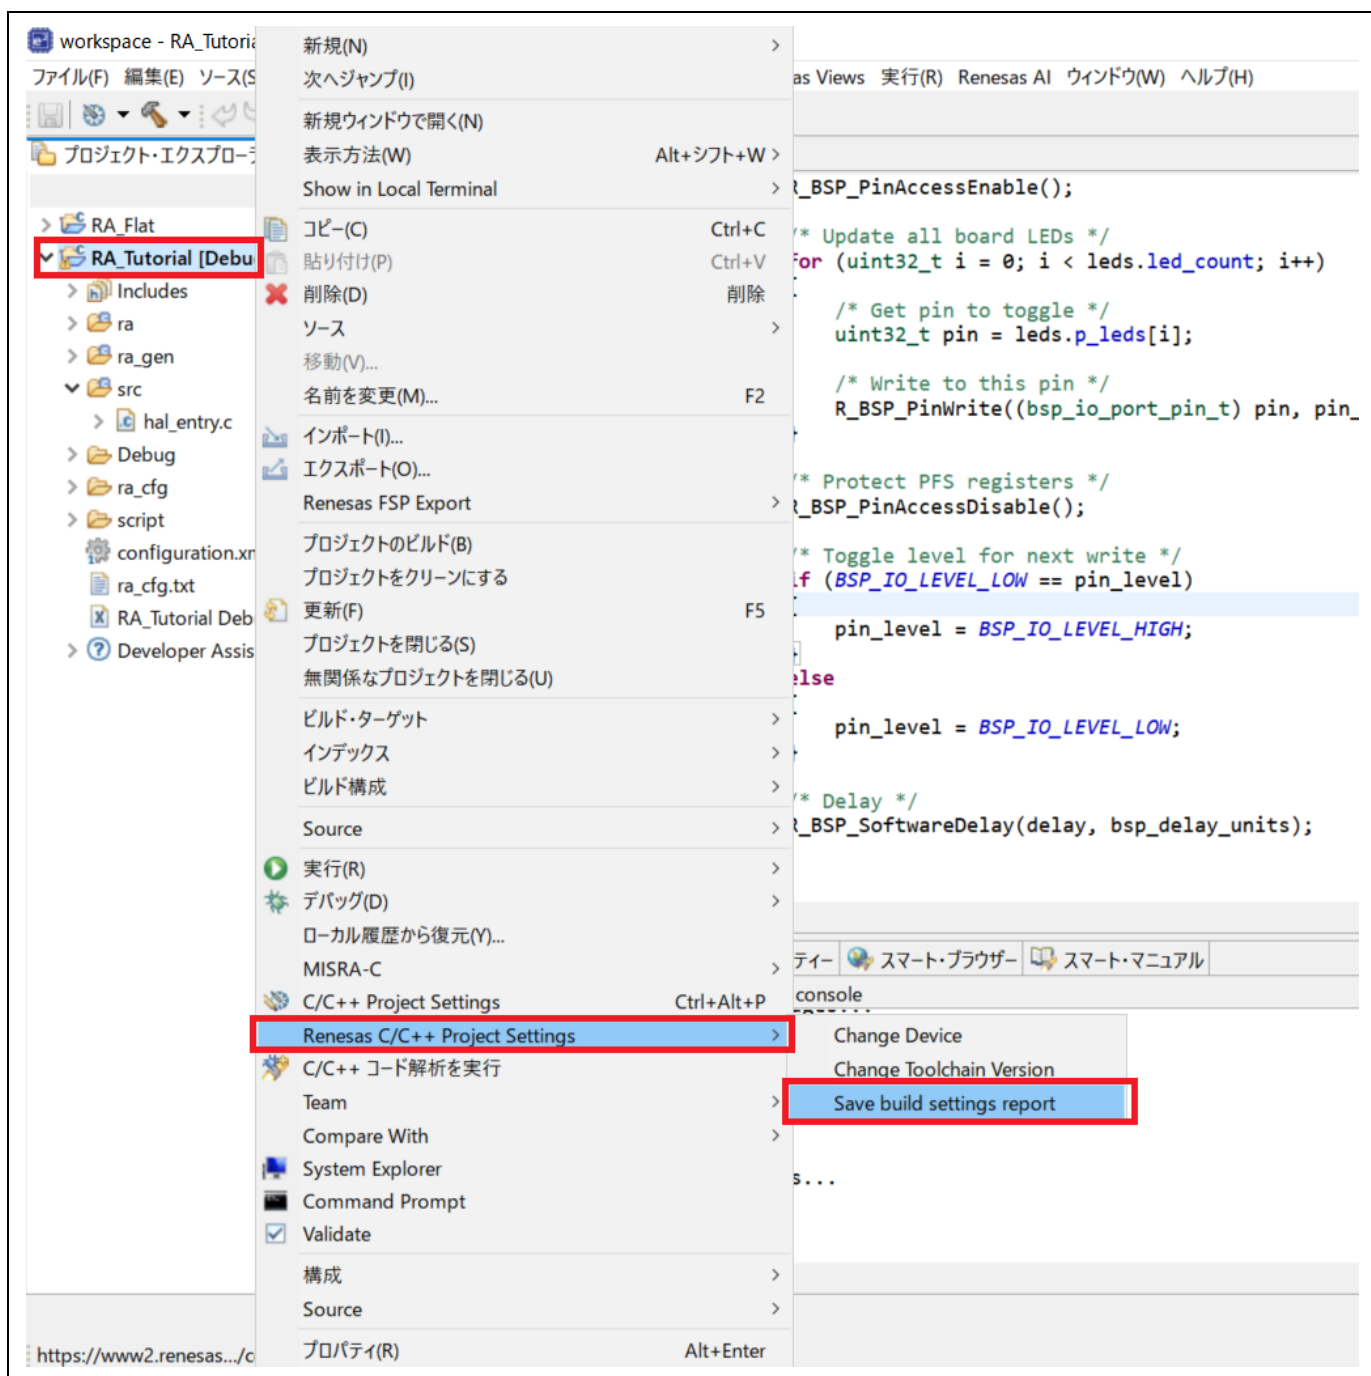 workspace - RA_Tutoria
ファイル(F) 編集(E) ソース(S
as Views 実行(R) Renesas AI ウィンドウ(W) ヘルプ(H)
プロジェクト・エクスプローラ
RA_Flat
RA_Tutorial [Debu
Includes
ra
ra_gen
src
hal_entry.c
Debug
ra_cfg
script
configuration.xm
ra_cfg.txt
RA_Tutorial Deb
Developer Assis
https://www2.renesas.../c
新規(N)
次へジャンプ(I)
新規ウィンドウで開く(N)
表示方法(W) Alt+シフト+W
Show in Local Terminal
コピー(C) Ctrl+C
貼り付け(P) Ctrl+V
削除(D) 削除
ソース
移動(V)...
名前を変更(M)... F2
インポート(I)...
エクスポート(O)...
Renesas FSP Export
プロジェクトのビルド(B)
プロジェクトをクリーンにする
更新(F) F5
プロジェクトを閉じる(S)
無関係なプロジェクトを閉じる(U)
ビルド・ターゲット
インデックス
ビルド構成
Source
実行(R)
デバッグ(D)
ローカル履歴から復元(Y)...
MISRA-C
C/C++ Project Settings Ctrl+Alt+P
Renesas C/C++ Project Settings
C/C++ コード解析を実行
Team
Compare With
System Explorer
Command Prompt
Validate
構成
Source
プロパティ(R) Alt+Enter
Change Device
Change Toolchain Version
Save build settings report
R_BSP_PinAccessEnable();
/* Update all board LEDs */
for (uint32_t i = 0; i < leds.led_count; i++)
{
/* Get pin to toggle */
uint32_t pin = leds.p_leds[i];
/* Write to this pin */
R_BSP_PinWrite((bsp_io_port_pin_t) pin, pin_
}
/* Protect PFS registers */
R_BSP_PinAccessDisable();
/* Toggle level for next write */
if (BSP_IO_LEVEL_LOW == pin_level)
{
pin_level = BSP_IO_LEVEL_HIGH;
}
else
{
pin_level = BSP_IO_LEVEL_LOW;
}
/* Delay */
R_BSP_SoftwareDelay(delay, bsp_delay_units);
ティー スマート・ブラウザー スマート・マニュアル
console
s...